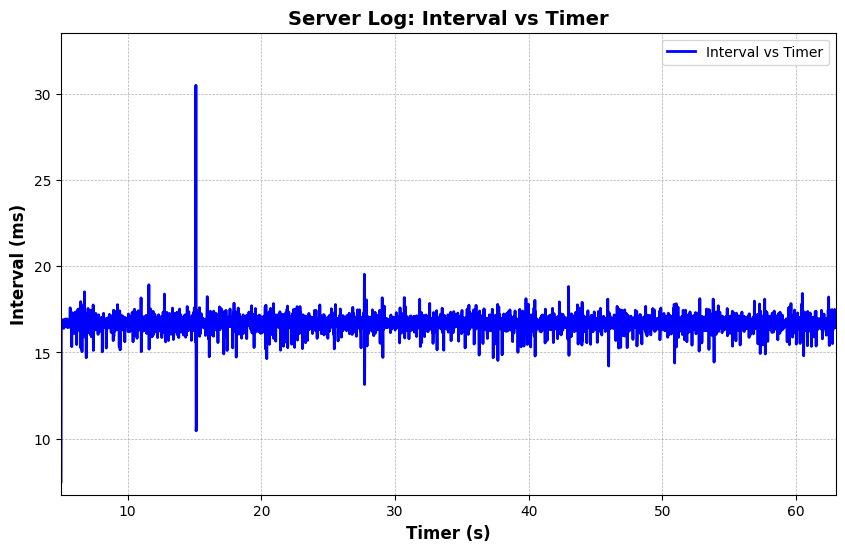 Server Log: Interval vs Timer
Interval vs Timer
30
25
20
15
10
Interval (ms)
10 20 30 40 50 60
Timer (s)